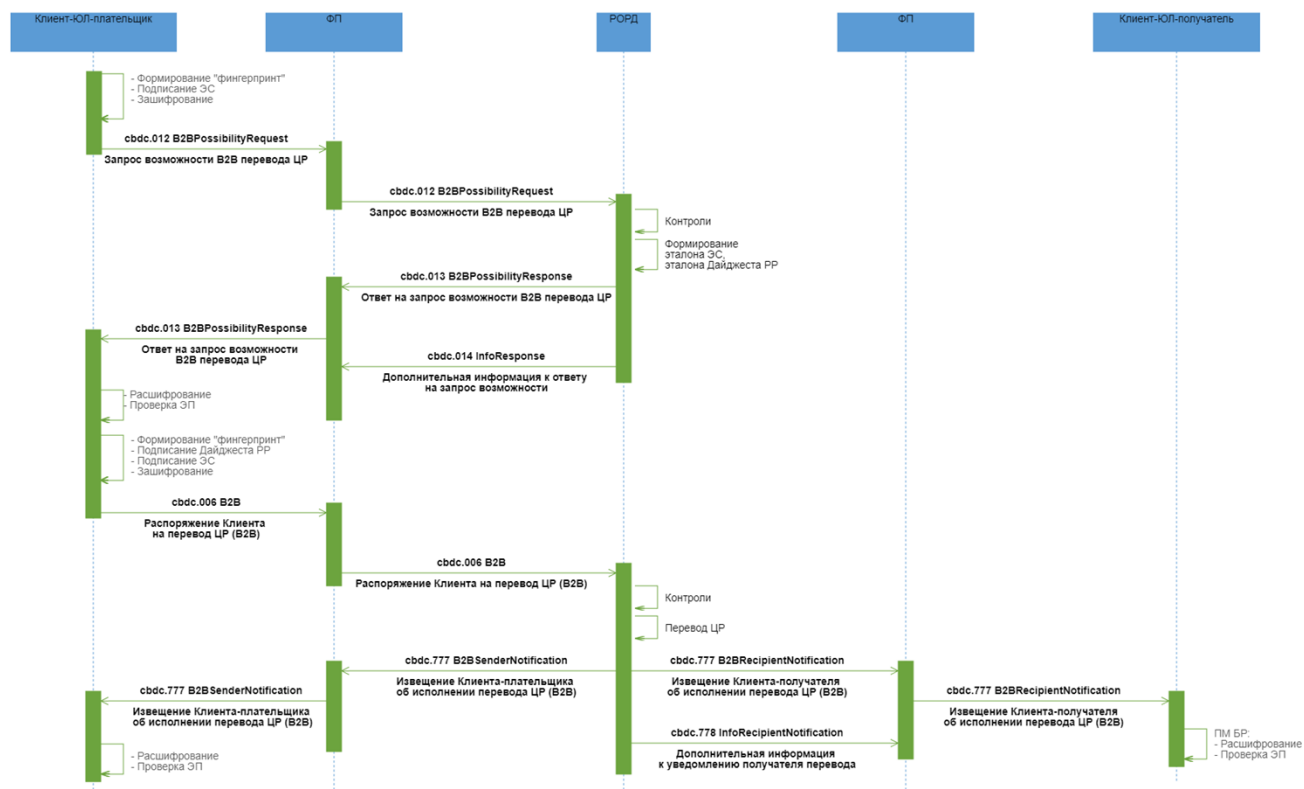 Клиент-ЮЛ-плательщик
ФП
РОРД
ФП
Клиент-ЮЛ-получатель
- Формирование "фингерпринт"
- Подписание ЭС
- Зашифрование
cbdc.012 B2BPossibilityRequest
Запрос возможности B2B перевода ЦР
cbdc.012 B2BPossibilityRequest
Запрос возможности B2B перевода ЦР
Контроли
Формирование
эталона ЭС,
эталона Дайджеста РР
cbdc.013 B2BPossibilityResponse
Ответ на запрос возможности B2B перевода ЦР
cbdc.013 B2BPossibilityResponse
Ответ на запрос возможности
B2B перевода ЦР
cbdc.014 InfoResponse
Дополнительная информация к ответу
на запрос возможности
- Расшифрование
- Проверка ЭП
- Формирование "фингерпринт"
- Подписание Дайджеста РР
- Подписание ЭС
- Зашифрование
cbdc.006 B2B
Распоряжение Клиента
на перевод ЦР (B2B)
cbdc.006 B2B
Распоряжение Клиента на перевод ЦР (B2B)
Контроли
Перевод ЦР
cbdc.777 B2BSenderNotification
Извещение Клиента-плательщика
об исполнении перевода ЦР (B2B)
cbdc.777 B2BRecipientNotification
Извещение Клиента-получателя
об исполнении перевода ЦР (B2B)
cbdc.777 B2BSenderNotification
Извещение Клиента-плательщика
об исполнении перевода ЦР (B2B)
cbdc.777 B2BRecipientNotification
Извещение Клиента-получателя
об исполнении перевода ЦР (B2B)
cbdc.778 InfoRecipientNotification
Дополнительная информация
к уведомлению получателя перевода
- Расшифрование
- Проверка ЭП
ПМ БР:
- Расшифрование
- Проверка ЭП